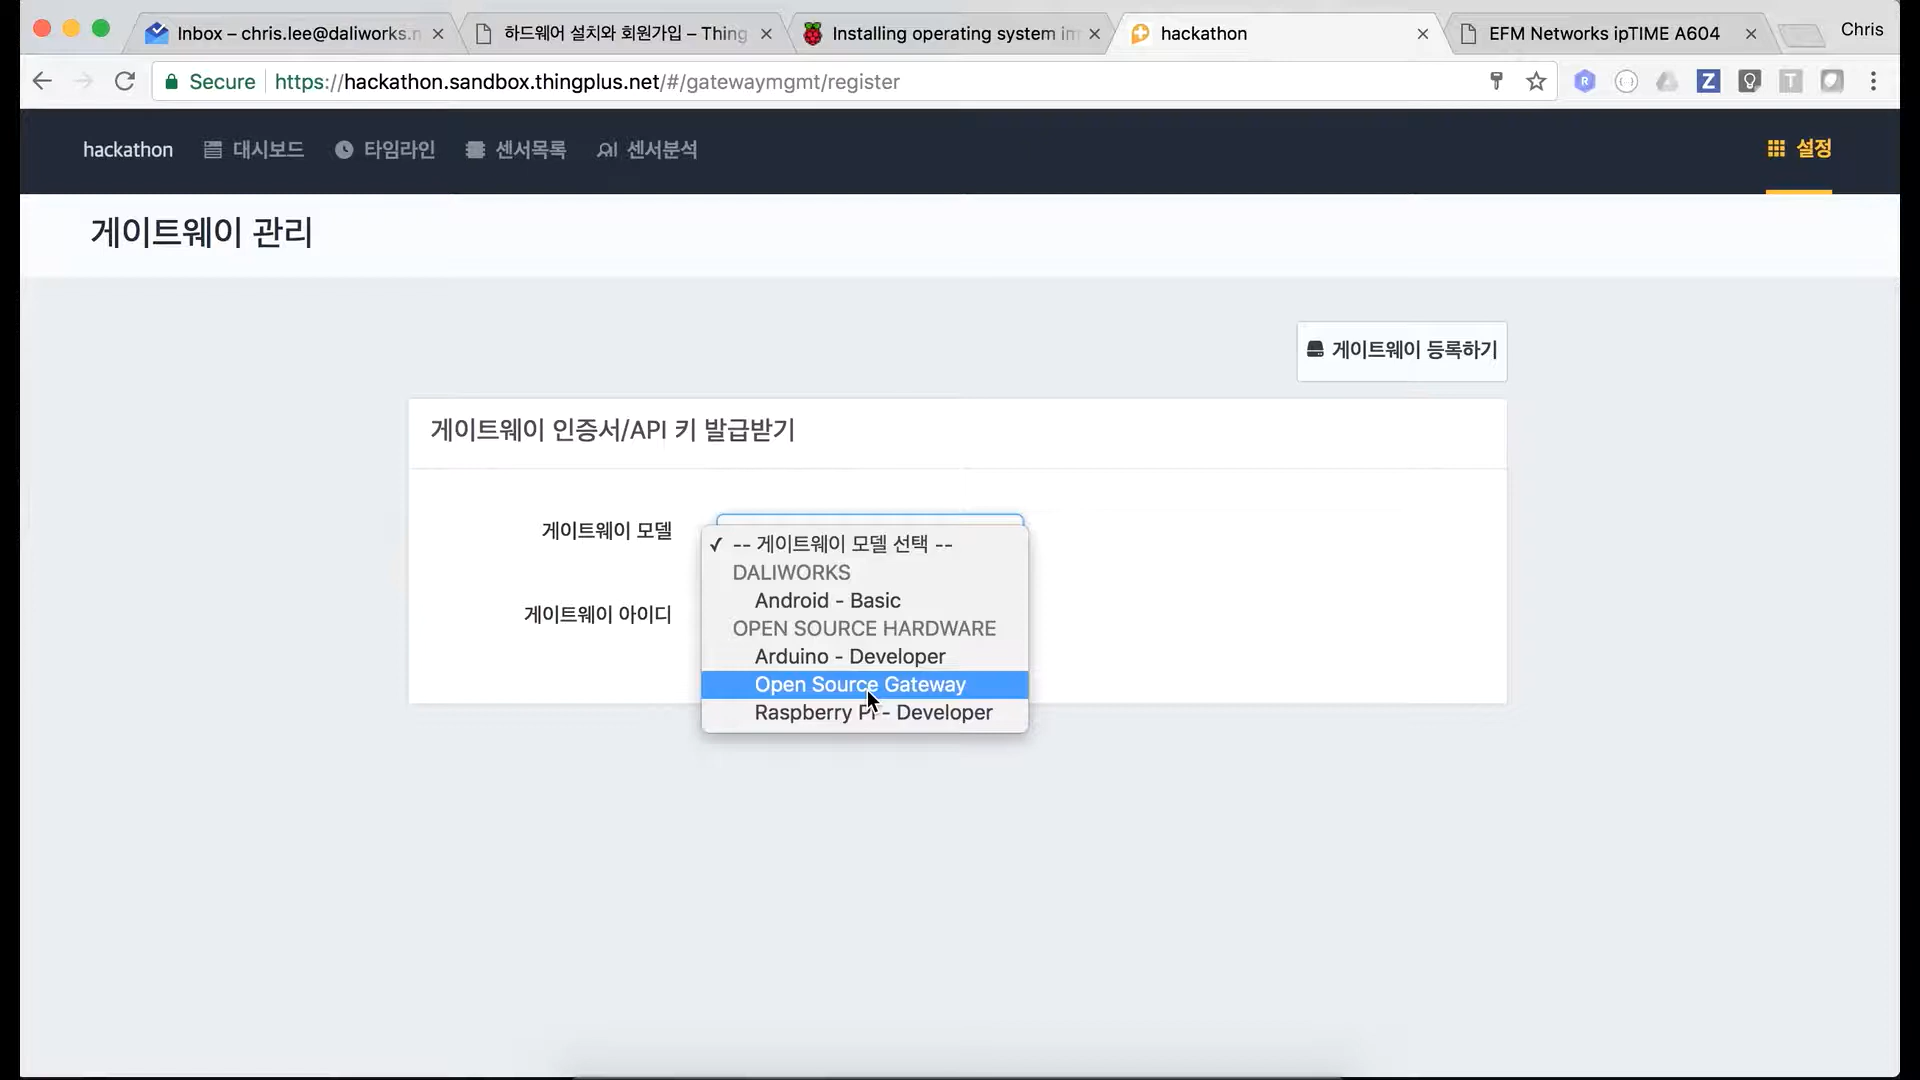 Inbox – chris.lee@daliworks.n
하드웨어 설치와 회원가입 – Thing
Installing operating system im
hackathon
EFM Networks ipTIME A604
Chris
Secure
https://hackathon.sandbox.thingplus.net/#/gatewaymgmt/register
hackathon
대시보드
타임라인
센서목록
센서분석
설정
게이트웨이 관리
게이트웨이 등록하기
게이트웨이 인증서/API 키 발급받기
게이트웨이 모델
✓ -- 게이트웨이 모델 선택 --
DALIWORKS
Android - Basic
게이트웨이 아이디
OPEN SOURCE HARDWARE
Arduino - Developer
Open Source Gateway
Raspberry Pi - Developer